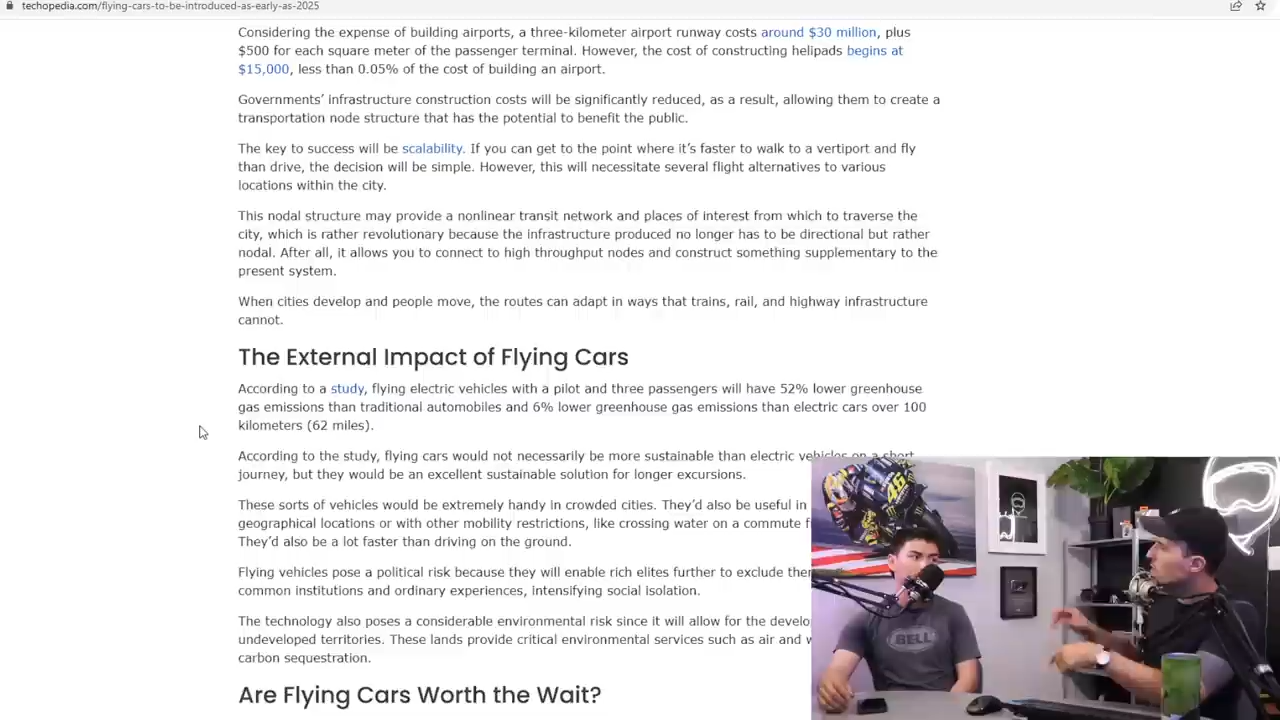 techopedia.com/flying-cars-to-be-introduced-as-early-as-2025
Considering the expense of building airports, a three-kilometer airport runway costs around $30 million, plus
$500 for each square meter of the passenger terminal. However, the cost of constructing helipads begins at
$15,000, less than 0.05% of the cost of building an airport.
Governments' infrastructure construction costs will be significantly reduced, as a result, allowing them to create a
transportation node structure that has the potential to benefit the public.
The key to success will be scalability. If you can get to the point where it's faster to walk to a vertiport and fly
than drive, the decision will be simple. However, this will necessitate several flight alternatives to various
locations within the city.
This nodal structure may provide a nonlinear transit network and places of interest from which to traverse the
city, which is rather revolutionary because the infrastructure produced no longer has to be directional but rather
nodal. After all, it allows you to connect to high throughput nodes and construct something supplementary to the
present system.
When cities develop and people move, the routes can adapt in ways that trains, rail, and highway infrastructure
cannot.
The External Impact of Flying Cars
According to a study, flying electric vehicles with a pilot and three passengers will have 52% lower greenhouse
gas emissions than traditional automobiles and 6% lower greenhouse gas emissions than electric cars over 100
kilometers (62 miles).
According to the study, flying cars would not necessarily be more sustainable than electric vehicles on a short
journey, but they would be an excellent sustainable solution for longer excursions.
These sorts of vehicles would be extremely handy in crowded cities. They'd also be useful in
geographical locations or with other mobility restrictions, like crossing water on a commute
They'd also be a lot faster than driving on the ground.
Flying vehicles pose a political risk because they will enable rich elites further to exclude
common institutions and ordinary experiences, intensifying social isolation.
The technology also poses a considerable environmental risk since it will allow for the
undeveloped territories. These lands provide critical environmental services such as air and
carbon sequestration.
Are Flying Cars Worth the Wait?
46
BELL